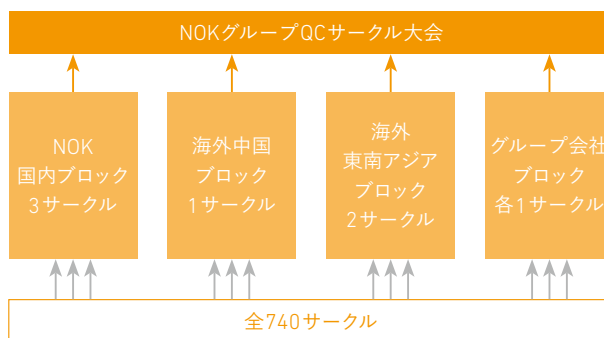 NOKグループQCサークル大会
NOK
国内ブロック
3サークル
海外中国
ブロック
1サークル
海外
東南アジア
ブロック
2サークル
グループ会社
ブロック
各1サークル
全740サークル